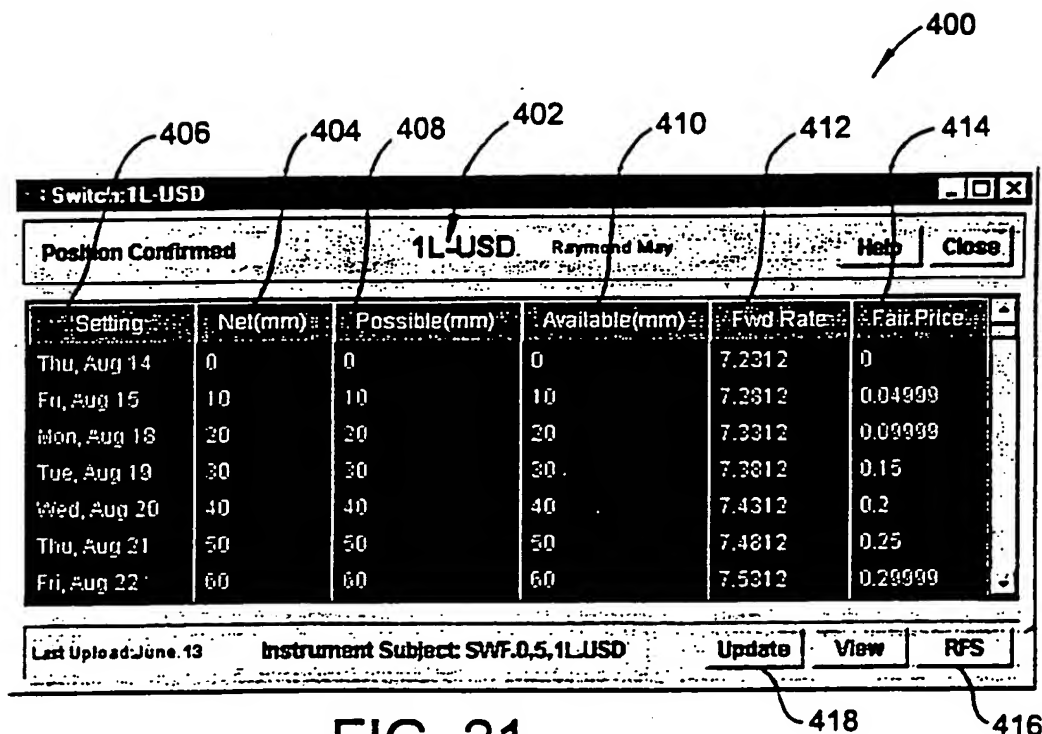 400
406 404 408 402 410 412 414
Switch:1L-USD
Position Confirmed 1L-USD Raymond May Help Close
Setting Net(mm) Possible(mm) Available(mm) Fwd Rate Fair Price
Thu, Aug 14 0 0 0 7.2312 0
Fri, Aug 15 10 10 10 7.2812 0.04999
Mon, Aug 18 20 20 20 7.3312 0.09999
Tue, Aug 19 30 30 30 7.3812 0.15
Wed, Aug 20 40 40 40 7.4312 0.2
Thu, Aug 21 50 50 50 7.4812 0.25
Fri, Aug 22 60 60 60 7.5312 0.29999
Last Upload:June.13 Instrument Subject: SWF.0,5,1L.USD Update View RFS
418 416
FIG. 31